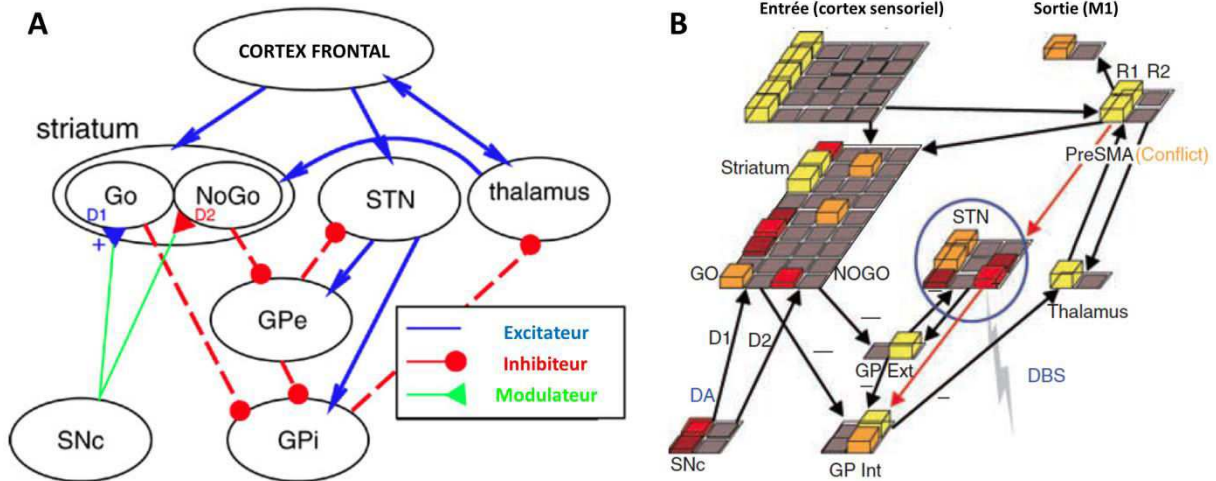 A
CORTEX FRONTAL
striatum
Go
NoGo
D1
D2
+
STN
thalamus
GPe
SNc
GPi
Excitateur
Inhibiteur
Modulateur
B
Entrée (cortex sensoriel)
Sortie (M1)
R1 R2
Striatum
PreSMA (Conflict)
STN
GO
NOGO
Thalamus
D1
D2
GP Ext
DA
DBS
SNc
GP Int